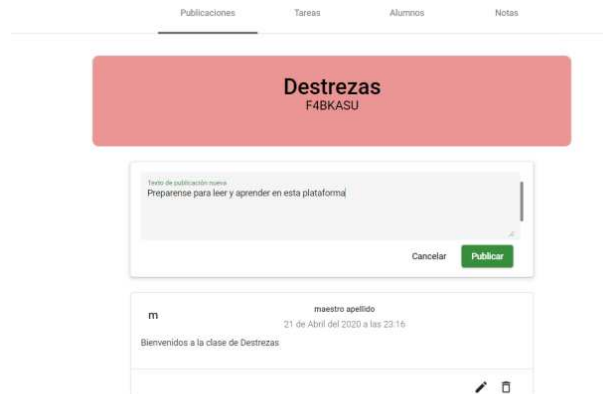 Publicaciones Tareas Alumnos Notas
Destrezas
F4BKASU
Texto de publicación nueva
Preparense para leer y aprender en esta plataforma
Cancelar Publicar
m
maestro apellido
21 de Abril del 2020 a las 23:16
Bienvenidos a la clase de Destrezas